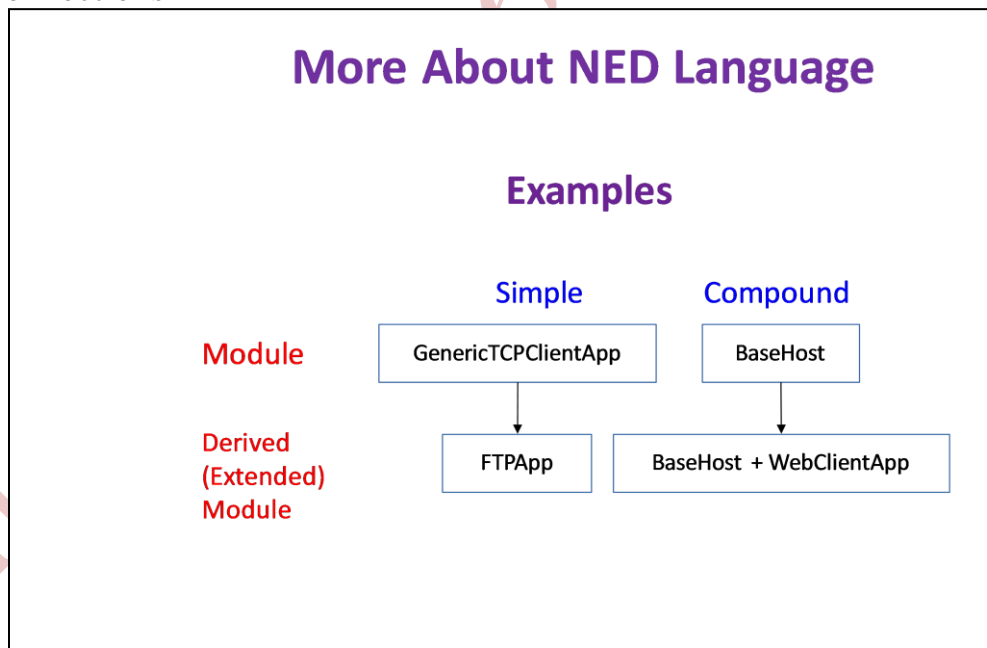 More About NED Language
Examples
Simple Compound
Module GenericTCPClientApp BaseHost
Derived
(Extended)
Module
FTPApp BaseHost + WebClientApp